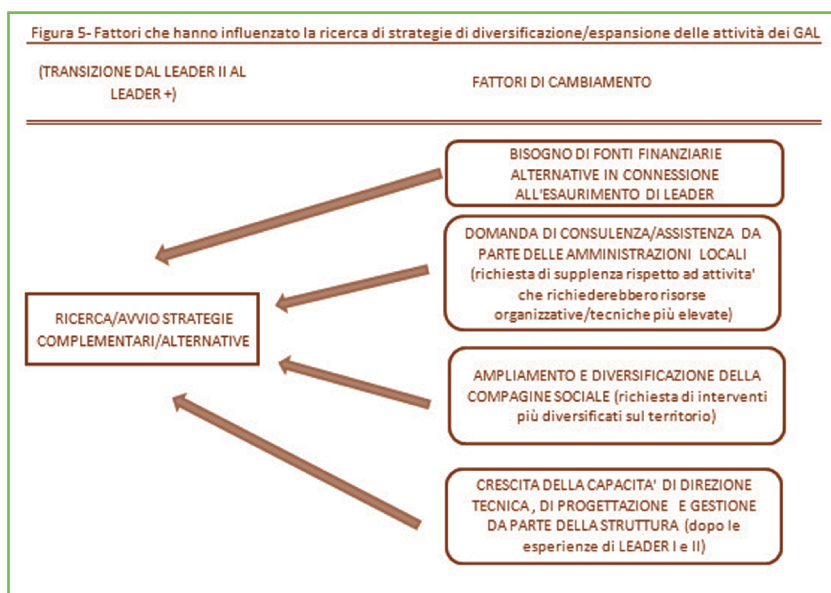 Figura 5- Fattori che hanno influenzato la ricerca di strategie di diversificazione/espansione delle attività dei GAL
(TRANSIZIONE DAL LEADER II AL
LEADER +)
FATTORI DI CAMBIAMENTO
BISOGNO DI FONTI FINANZIARIE
ALTERNATIVE IN CONNESSIONE
ALL'ESAURIMENTO DI LEADER
DOMANDA DI CONSULENZA/ASSISTENZA DA
PARTE DELLE AMMINISTRAZIONI LOCALI
(richiesta di supplenza rispetto ad attivita'
che richiederebbero risorse
organizzative/tecniche più elevate)
RICERCA/AVVIO STRATEGIE
COMPLEMENTARI/ALTERNATIVE
AMPLIAMENTO E DIVERSIFICAZIONE DELLA
COMPAGINE SOCIALE (richiesta di interventi
più diversificati sul territorio)
CRESCITA DELLA CAPACITA' DI DIREZIONE
TECNICA , DI PROGETTAZIONE E GESTIONE
DA PARTE DELLA STRUTTURA (dopo le
esperienze di LEADER I e II)